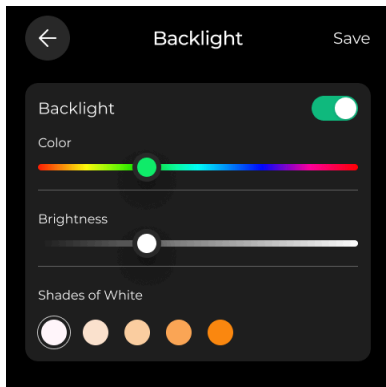 Backlight
Save
Backlight
Color
Brightness
Shades of White